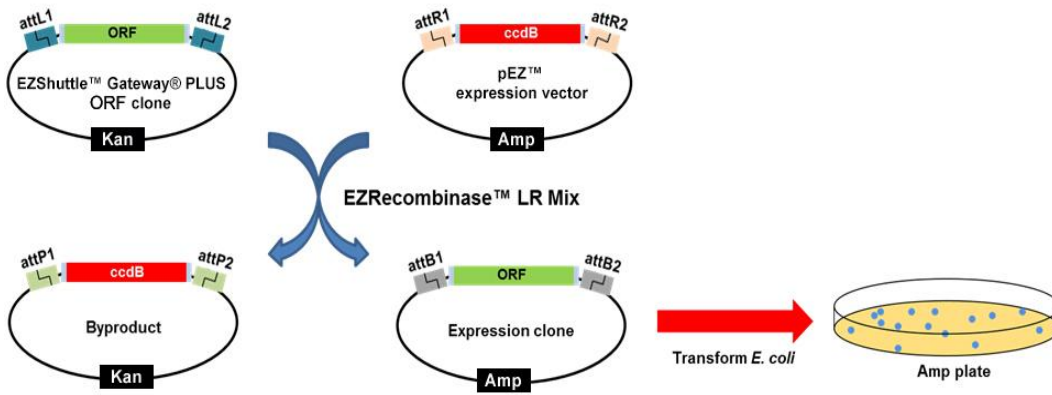 attL1
ORF
attL2
EZShuttle™ Gateway® PLUS
ORF clone
Kan
attR1
ccdB
attR2
pEZ™
expression vector
Amp
EZRecombinase™ LR Mix
attP1
ccdB
attP2
Byproduct
Kan
attB1
ORF
attB2
Expression clone
Amp
Transform E. coli
Amp plate